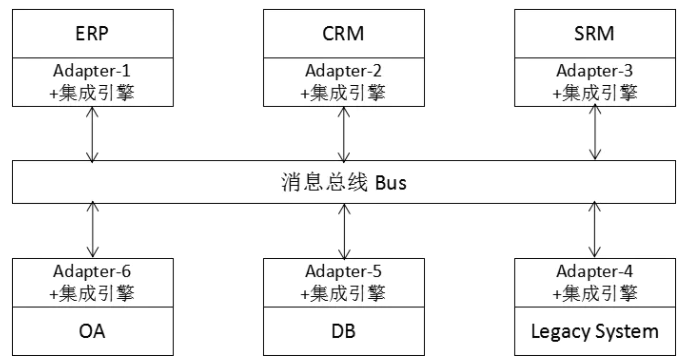 ERP
CRM
SRM
Adapter-1
+集成引擎
Adapter-2
+集成引擎
Adapter-3
+集成引擎
消息总线 Bus
Adapter-6
+集成引擎
Adapter-5
+集成引擎
Adapter-4
+集成引擎
OA
DB
Legacy System